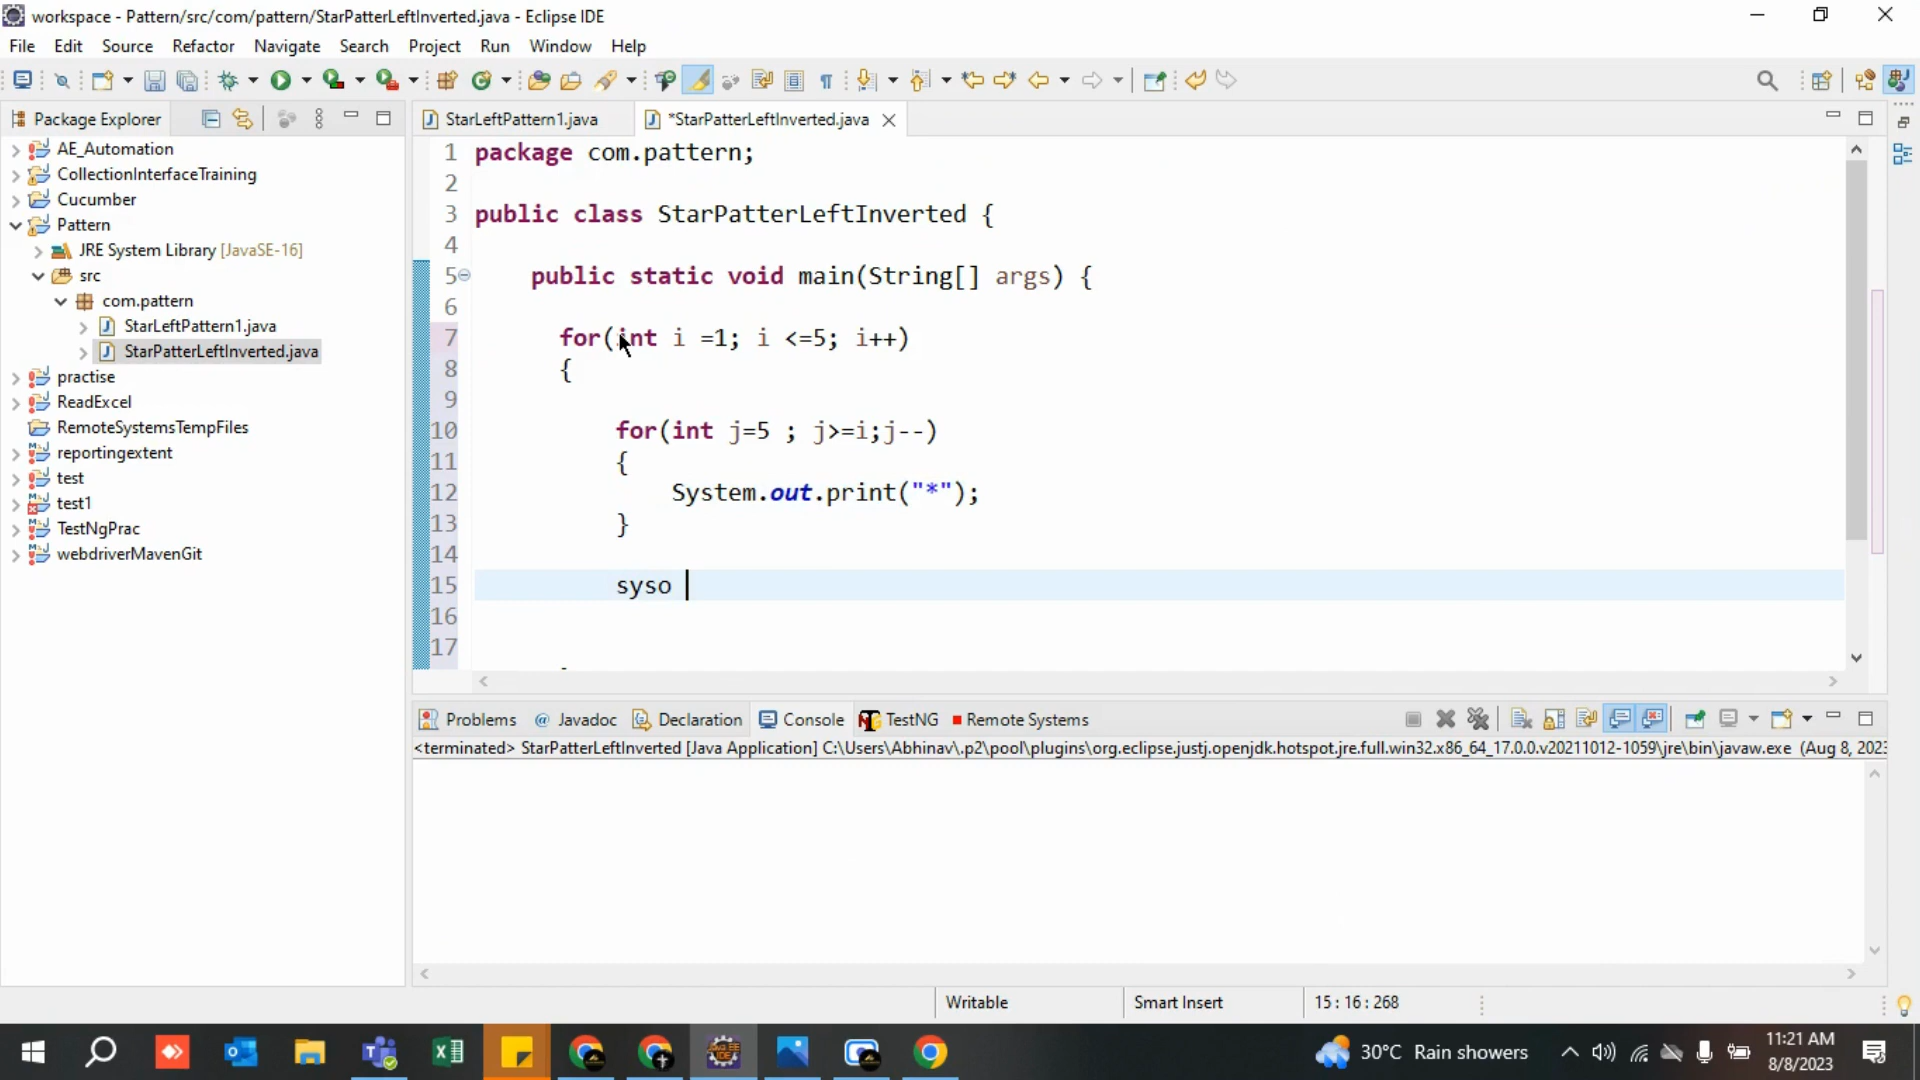 workspace - Pattern/src/com/pattern/StarPatterLeftInverted.java - Eclipse IDE
File Edit Source Refactor Navigate Search Project Run Window Help
Package Explorer
AE_Automation
CollectionInterfaceTraining
Cucumber
Pattern
JRE System Library [JavaSE-16]
src
com.pattern
StarLeftPattern1.java
StarPatterLeftInverted.java
practise
ReadExcel
RemoteSystemsTempFiles
reportingextent
test
test1
TestNgPrac
webdriverMavenGit
StarLeftPattern1.java *StarPatterLeftInverted.java
1 package com.pattern;
2
3 public class StarPatterLeftInverted {
4
5 public static void main(String[] args) {
6
7 for(int i =1; i <=5; i++)
8 {
9
10 for(int j=5 ; j>=i;j--)
11 {
12 System.out.print("*");
13 }
14
15 syso
16
17
Problems @ Javadoc Declaration Console TestNG Remote Systems
<terminated> StarPatterLeftInverted [Java Application] C:\Users\Abhinav\.p2\pool\plugins\org.eclipse.justj.openjdk.hotspot.jre.full.win32.x86_64_17.0.0.v20211012-1059\jre\bin\javaw.exe (Aug 8, 2023
Writable Smart Insert 15 : 16 : 268
30°C Rain showers
11:21 AM
8/8/2023